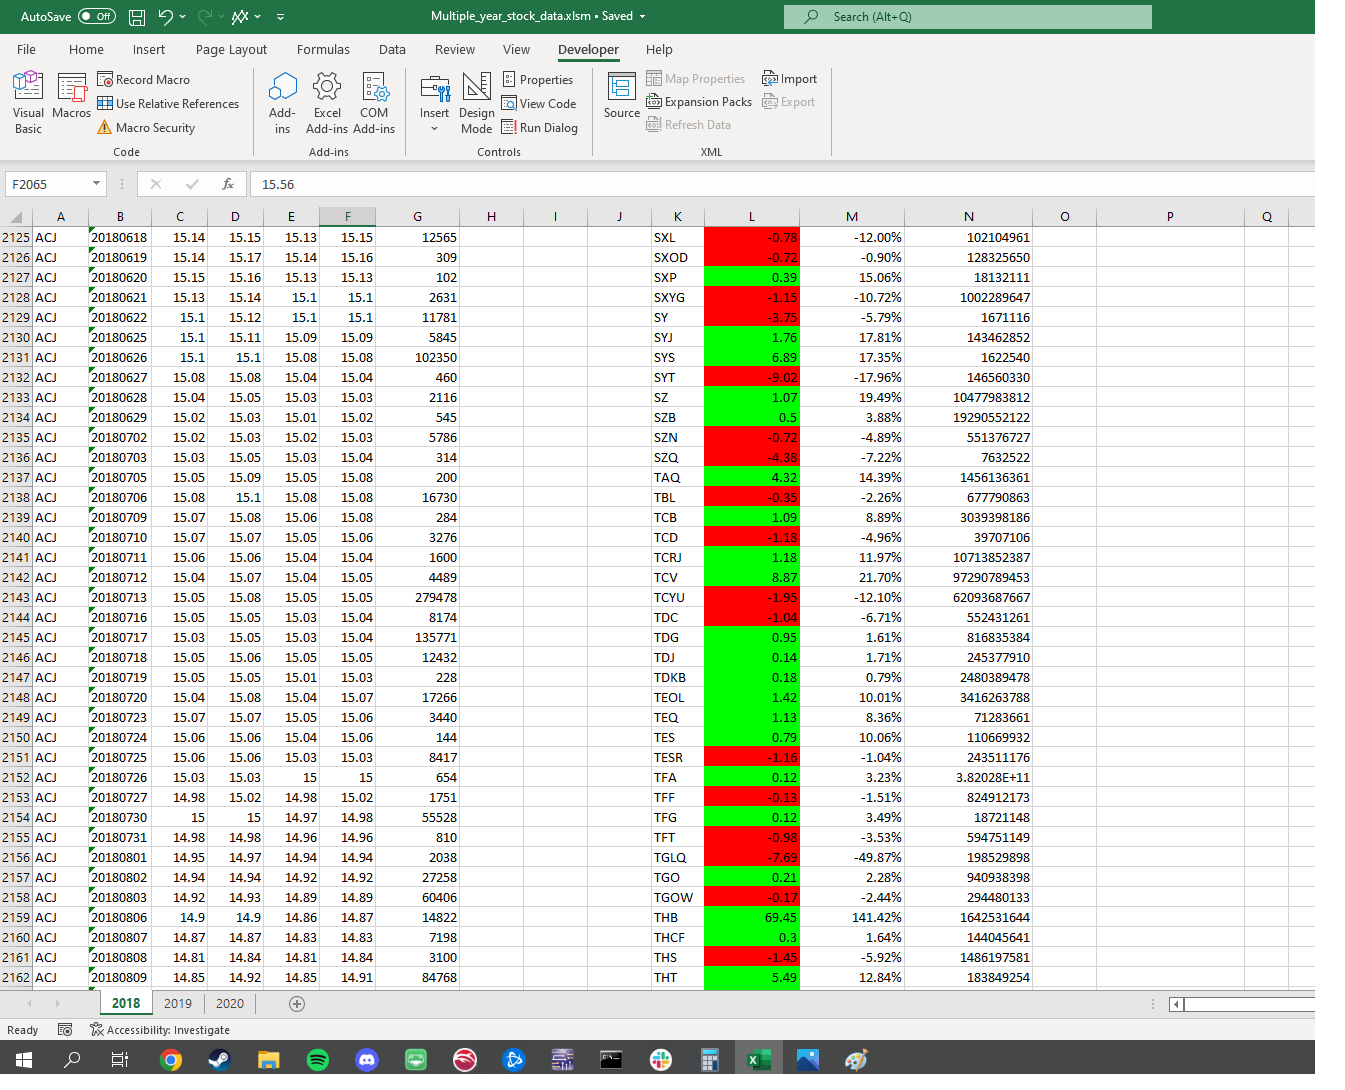 AutoSave Off Multiple_year_stock_data.xlsm • Saved Search (Alt+Q)
File Home Insert Page Layout Formulas Data Review View Developer Help
Visual Basic Macros Record Macro Use Relative References Macro Security
Add-ins Excel Add-ins COM Add-ins
Insert Design Mode Properties View Code Run Dialog
Source Map Properties Expansion Packs Refresh Data Import Export
Code Add-ins Controls XML
F2065 fx 15.56
A B C D E F G H I J K L M N O P Q
2125 ACJ 20180618 15.14 15.15 15.13 15.15 12565 SXL -0.78 -12.00% 102104961
2126 ACJ 20180619 15.14 15.17 15.14 15.16 309 SXOD -0.72 -0.90% 128325650
2127 ACJ 20180620 15.15 15.16 15.13 15.13 102 SXP 0.39 15.06% 18132111
2128 ACJ 20180621 15.13 15.14 15.1 15.1 2631 SXYG -1.15 -10.72% 1002289647
2129 ACJ 20180622 15.1 15.12 15.1 15.1 11781 SY -3.75 -5.79% 1671116
2130 ACJ 20180625 15.1 15.11 15.09 15.09 5845 SYJ 1.76 17.81% 143462852
2131 ACJ 20180626 15.1 15.1 15.08 15.08 102350 SYS 6.89 17.35% 1622540
2132 ACJ 20180627 15.08 15.08 15.04 15.04 460 SYT -9.02 -17.96% 146560330
2133 ACJ 20180628 15.04 15.05 15.03 15.03 2116 SZ 1.07 19.49% 10477983812
2134 ACJ 20180629 15.02 15.03 15.01 15.02 545 SZB 0.5 3.88% 19290552122
2135 ACJ 20180702 15.02 15.03 15.02 15.03 5786 SZN -0.72 -4.89% 551376727
2136 ACJ 20180703 15.03 15.05 15.03 15.04 314 SZQ -4.38 -7.22% 7632522
2137 ACJ 20180705 15.05 15.09 15.05 15.08 200 TAQ 4.32 14.39% 1456136361
2138 ACJ 20180706 15.08 15.1 15.08 15.08 16730 TBL -0.35 -2.26% 677790863
2139 ACJ 20180709 15.07 15.08 15.06 15.08 284 TCB 1.09 8.89% 3039398186
2140 ACJ 20180710 15.07 15.07 15.05 15.06 3276 TCD -1.18 -4.96% 39707106
2141 ACJ 20180711 15.06 15.06 15.04 15.04 1600 TCRJ 1.18 11.97% 10713852387
2142 ACJ 20180712 15.04 15.07 15.04 15.05 4489 TCV 8.87 21.70% 97290789453
2143 ACJ 20180713 15.05 15.08 15.05 15.05 279478 TCYU -1.95 -12.10% 62093687667
2144 ACJ 20180716 15.05 15.05 15.03 15.04 8174 TDC -1.04 -6.71% 552431261
2145 ACJ 20180717 15.03 15.05 15.03 15.04 135771 TDG 0.95 1.61% 816835384
2146 ACJ 20180718 15.05 15.06 15.05 15.05 12432 TDJ 0.14 1.71% 245377910
2147 ACJ 20180719 15.05 15.05 15.01 15.03 228 TDKB 0.18 0.79% 2480389478
2148 ACJ 20180720 15.04 15.08 15.04 15.07 17266 TEOL 1.42 10.01% 3416263788
2149 ACJ 20180723 15.07 15.07 15.05 15.06 3440 TEQ 1.13 8.36% 71283661
2150 ACJ 20180724 15.06 15.06 15.04 15.06 144 TES 0.79 10.06% 110669932
2151 ACJ 20180725 15.06 15.06 15.03 15.03 8417 TESR -1.16 -1.04% 243511176
2152 ACJ 20180726 15.03 15.03 15 15 654 TFA 0.12 3.23% 3.82028E+11
2153 ACJ 20180727 14.98 15.02 14.98 15.02 1751 TFF -0.13 -1.51% 824912173
2154 ACJ 20180730 15 15 14.97 14.98 55528 TFG 0.12 3.49% 18721148
2155 ACJ 20180731 14.98 14.98 14.96 14.96 810 TFT -0.98 -3.53% 594751149
2156 ACJ 20180801 14.95 14.97 14.94 14.94 2038 TGLQ -7.69 -49.87% 198529898
2157 ACJ 20180802 14.94 14.94 14.92 14.92 27258 TGO 0.21 2.28% 940938398
2158 ACJ 20180803 14.92 14.93 14.89 14.89 60406 TGOW -0.17 -2.44% 294480133
2159 ACJ 20180806 14.9 14.9 14.86 14.87 14822 THB 69.45 141.42% 1642531644
2160 ACJ 20180807 14.87 14.87 14.83 14.83 7198 THCF 0.3 1.64% 144045641
2161 ACJ 20180808 14.81 14.84 14.81 14.84 3100 THS -1.45 -5.92% 1486197581
2162 ACJ 20180809 14.85 14.92 14.85 14.91 84768 THT 5.49 12.84% 183849254
2018 2019 2020
Ready Accessibility: Investigate